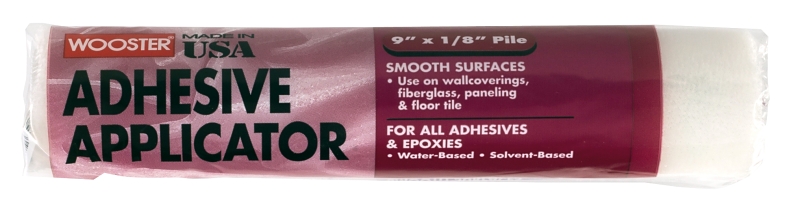 WOOSTER®
MADE IN
USA
ADHESIVE
APPLICATOR
9" x 1/8" Pile
SMOOTH SURFACES
• Use on wallcoverings,
fiberglass, paneling
& floor tile
FOR ALL ADHESIVES
& EPOXIES
• Water-Based • Solvent-Based